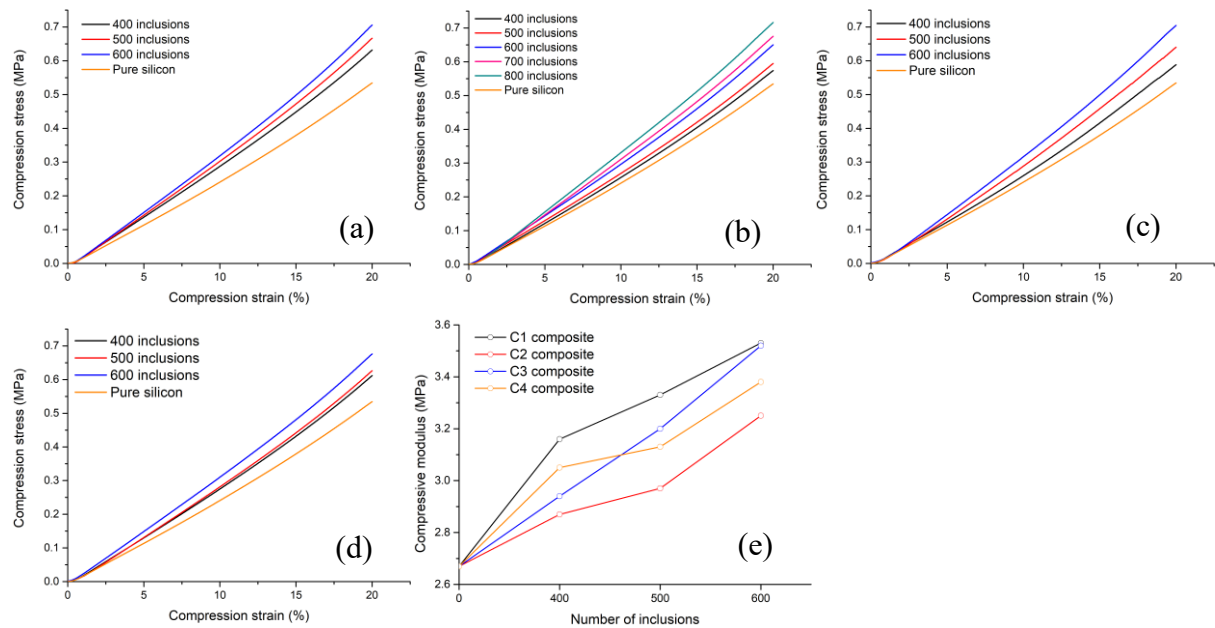 400 inclusions
500 inclusions
600 inclusions
Pure silicon
Compression stress (MPa)
0.7
0.6
0.5
0.4
0.3
0.2
0.1
0.0
0 5 10 15 20
Compression strain (%)
(a)
400 inclusions
500 inclusions
600 inclusions
700 inclusions
800 inclusions
Pure silicon
Compression stress (MPa)
0.7
0.6
0.5
0.4
0.3
0.2
0.1
0.0
0 5 10 15 20
Compression strain (%)
(b)
400 inclusions
500 inclusions
600 inclusions
Pure silicon
Compression stress (MPa)
0.7
0.6
0.5
0.4
0.3
0.2
0.1
0.0
0 5 10 15 20
Compression strain (%)
(c)
400 inclusions
500 inclusions
600 inclusions
Pure silicon
Compression stress (MPa)
0.7
0.6
0.5
0.4
0.3
0.2
0.1
0.0
0 5 10 15 20
Compression strain (%)
(d)
C1 composite
C2 composite
C3 composite
C4 composite
Compressive modulus (MPa)
3.6
3.4
3.2
3.0
2.8
2.6
0 400 500 600
Number of inclusions
(e)